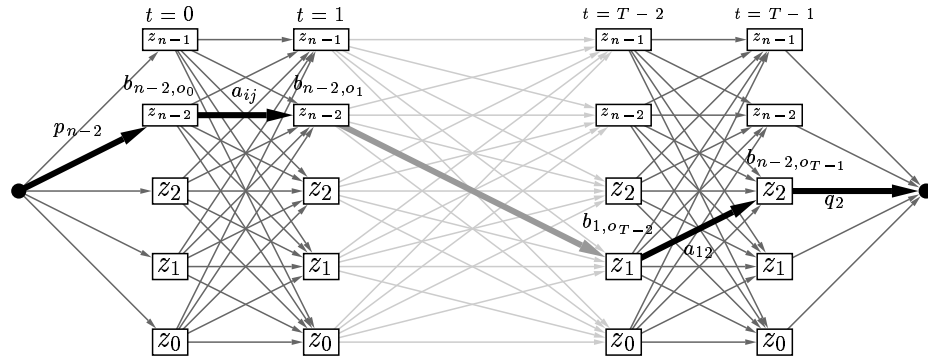 t = 0 t = 1 t = T − 2 t = T − 1
z_{n−1} z_{n−1} z_{n−1} z_{n−1}
b_{n−2,o_0} a_{ij} b_{n−2,o_1}
z_{n−2} z_{n−2} z_{n−2} z_{n−2}
p_{n−2}
b_{n−2,o_{T−1}}
z_2 z_2 z_2 z_2
q_2
b_{1,o_{T−2}}
a_{12}
z_1 z_1 z_1 z_1
z_0 z_0 z_0 z_0